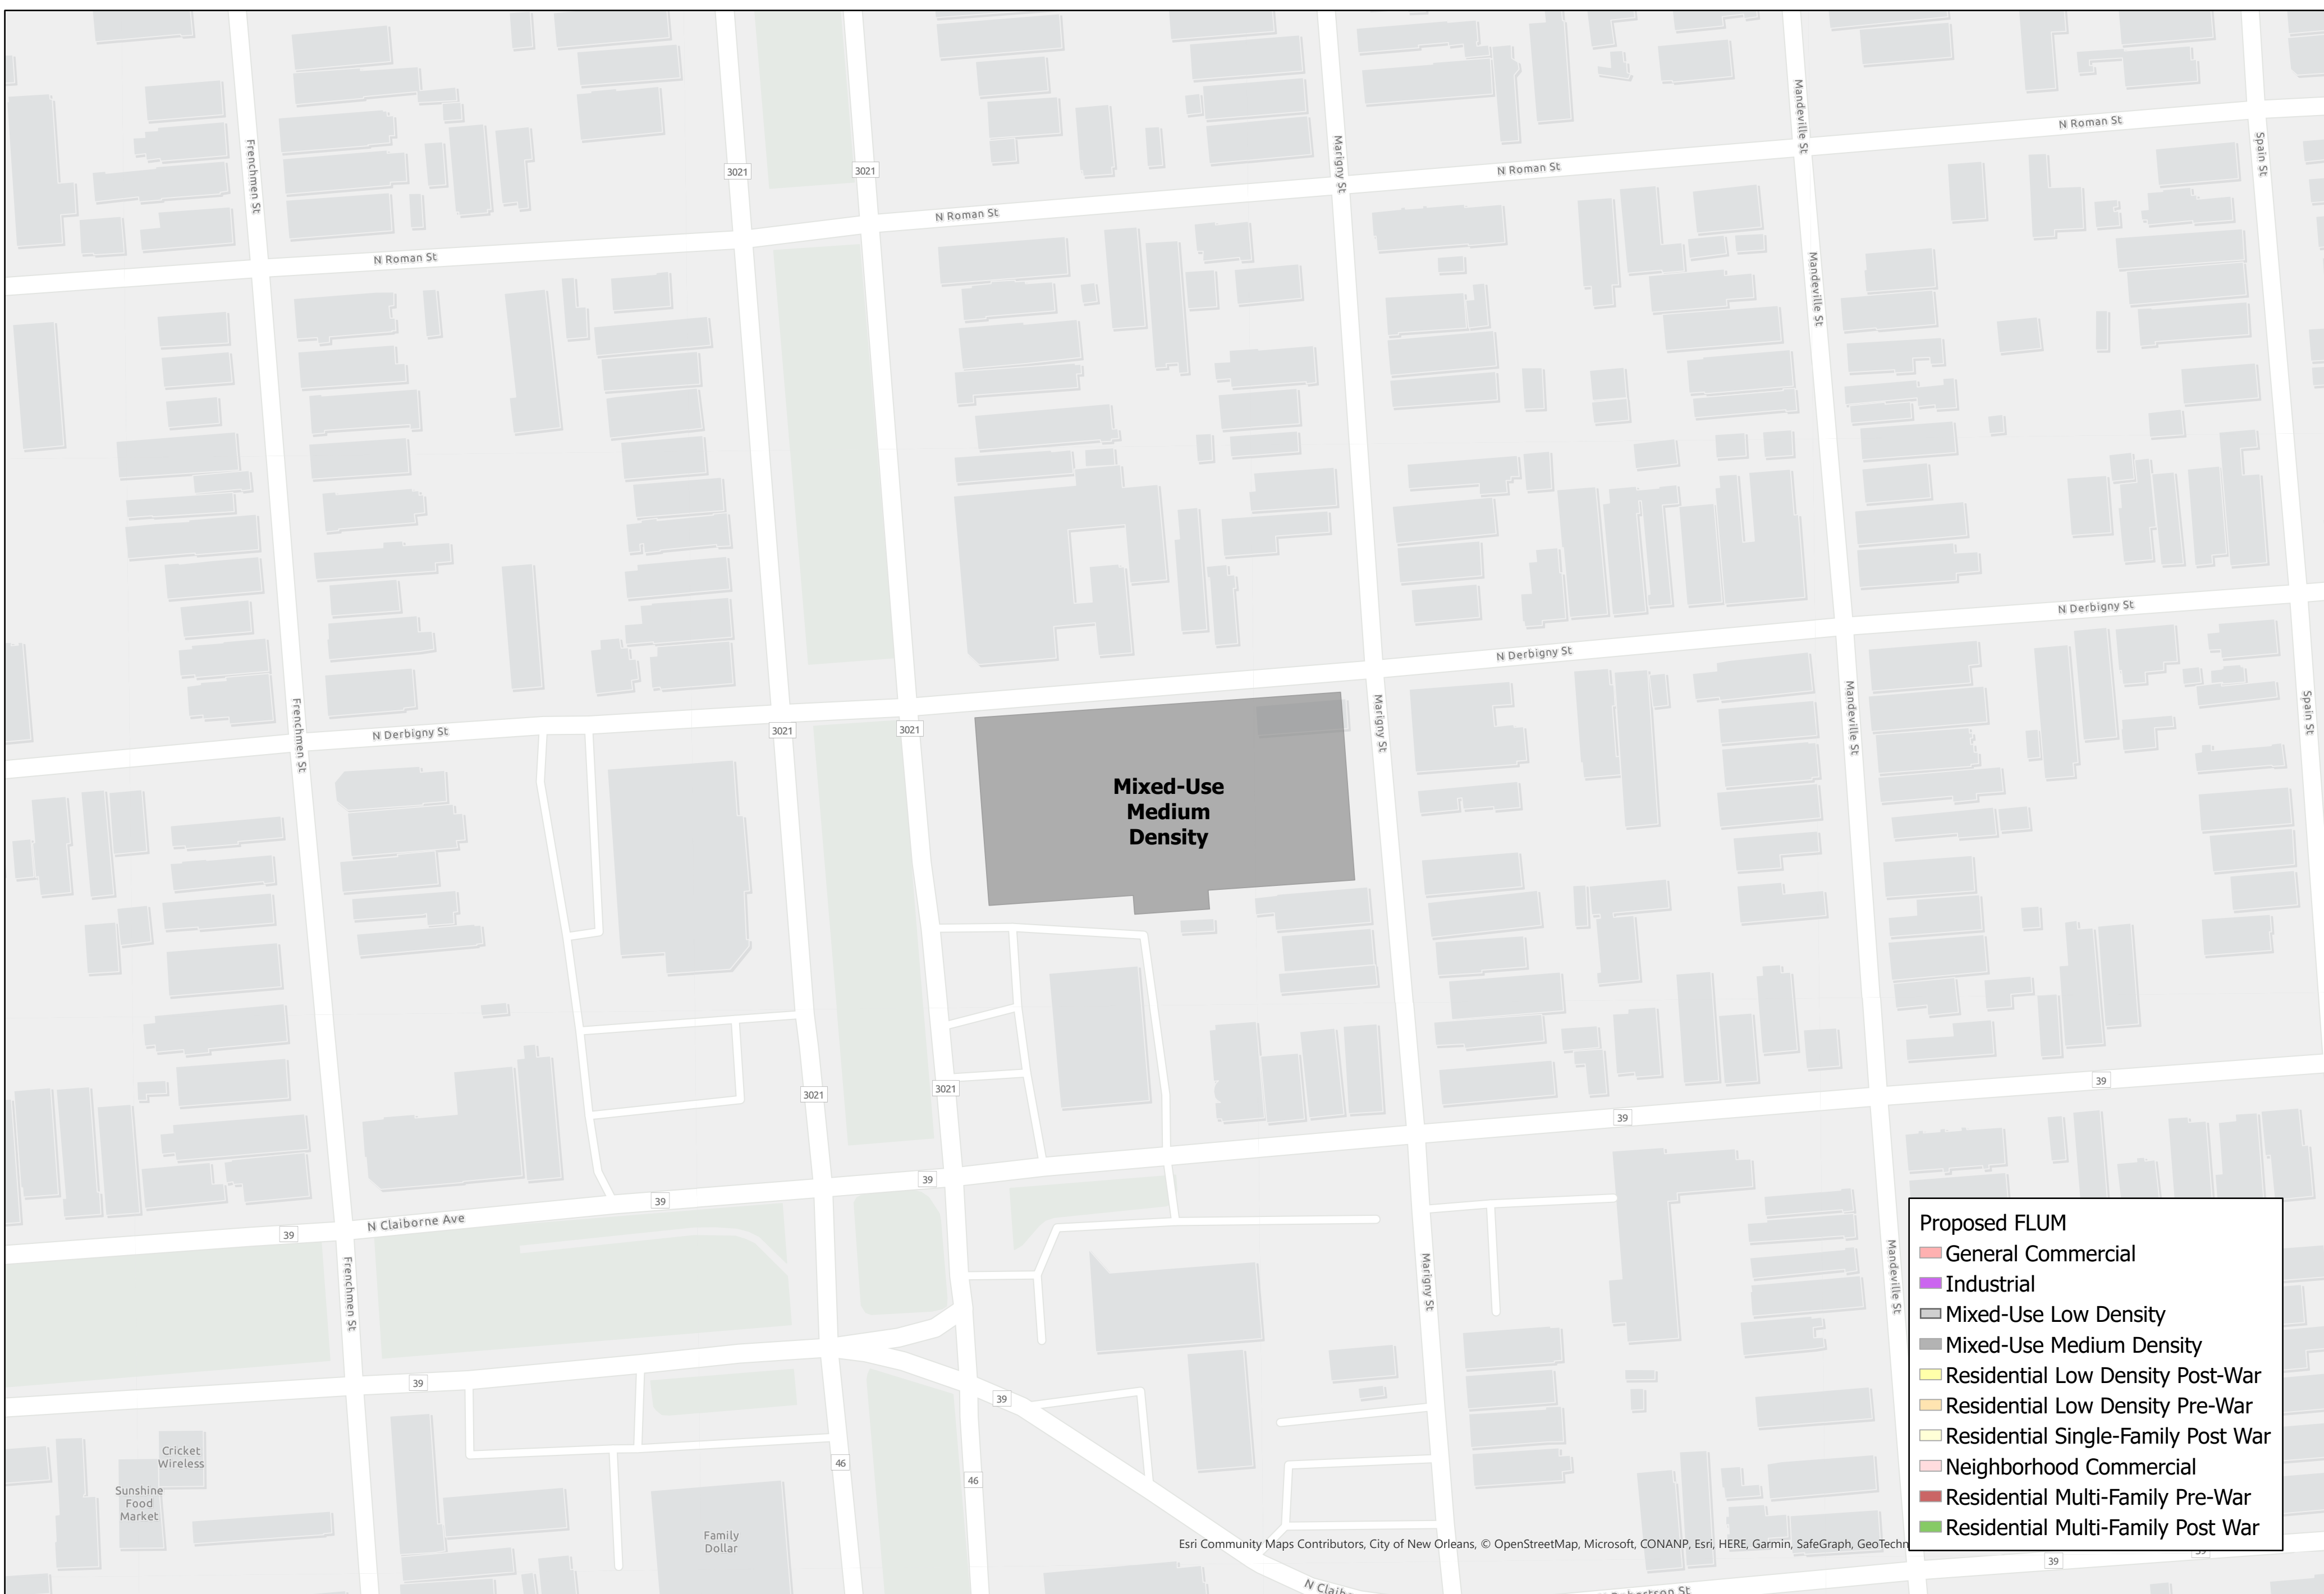 Mandeville St
N Roman St
Spain St
Frenchmen St
3021
3021
Marigny St
N Roman St
N Roman St
N Roman St
Mandeville St
N Derbigny St
N Derbigny St
Frenchmen St
N Derbigny St
3021
3021
Marigny St
Mandeville St
Spain St
Mixed-Use
Medium
Density
3021
3021
39
39
39
39
39
N Claiborne Ave
Frenchmen St
Marigny St
Mandeville St
39
39
46
46
Cricket
Wireless
Sunshine
Food
Market
Family
Dollar
Proposed FLUM
General Commercial
Industrial
Mixed-Use Low Density
Mixed-Use Medium Density
Residential Low Density Post-War
Residential Low Density Pre-War
Residential Single-Family Post War
Neighborhood Commercial
Residential Multi-Family Pre-War
Residential Multi-Family Post War
Esri Community Maps Contributors, City of New Orleans, © OpenStreetMap, Microsoft, CONANP, Esri, HERE, Garmin, SafeGraph, GeoTechn
39